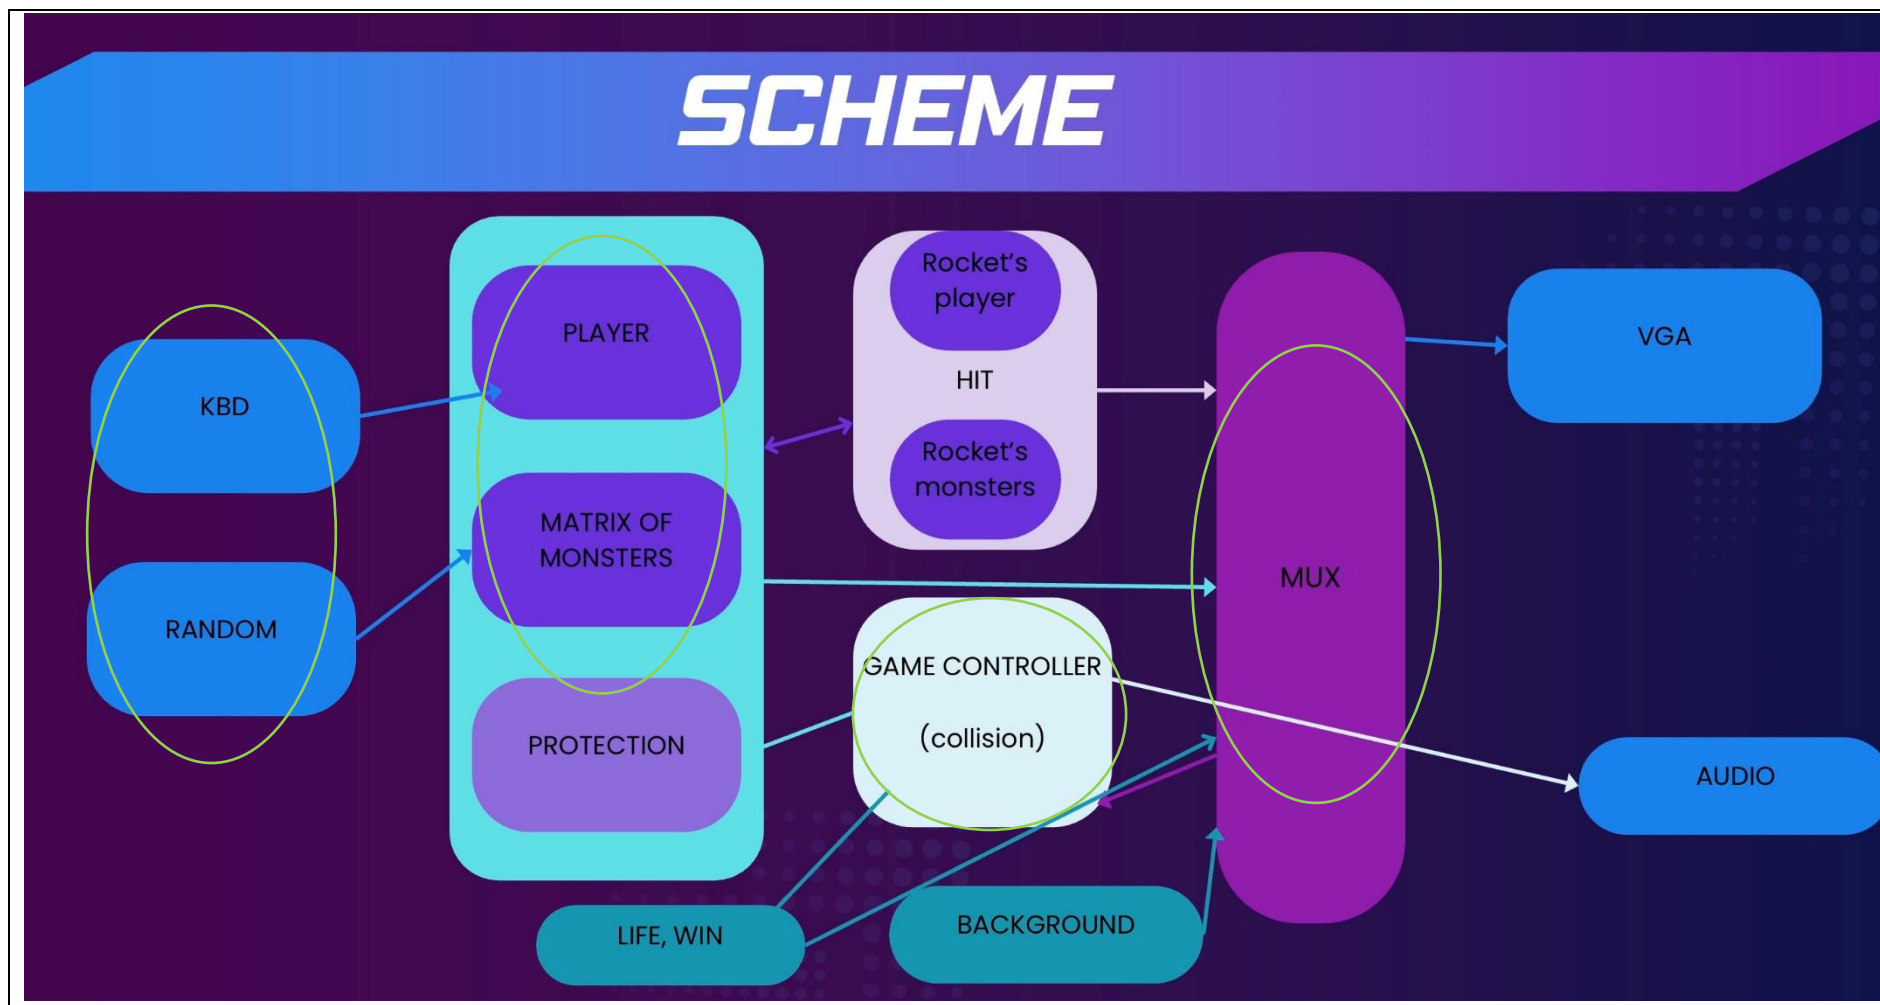 SCHEME
KBD
RANDOM
PLAYER
MATRIX OF
MONSTERS
PROTECTION
Rocket's
player
HIT
Rocket's
monsters
GAME CONTROLLER
(collision)
MUX
VGA
AUDIO
LIFE, WIN
BACKGROUND